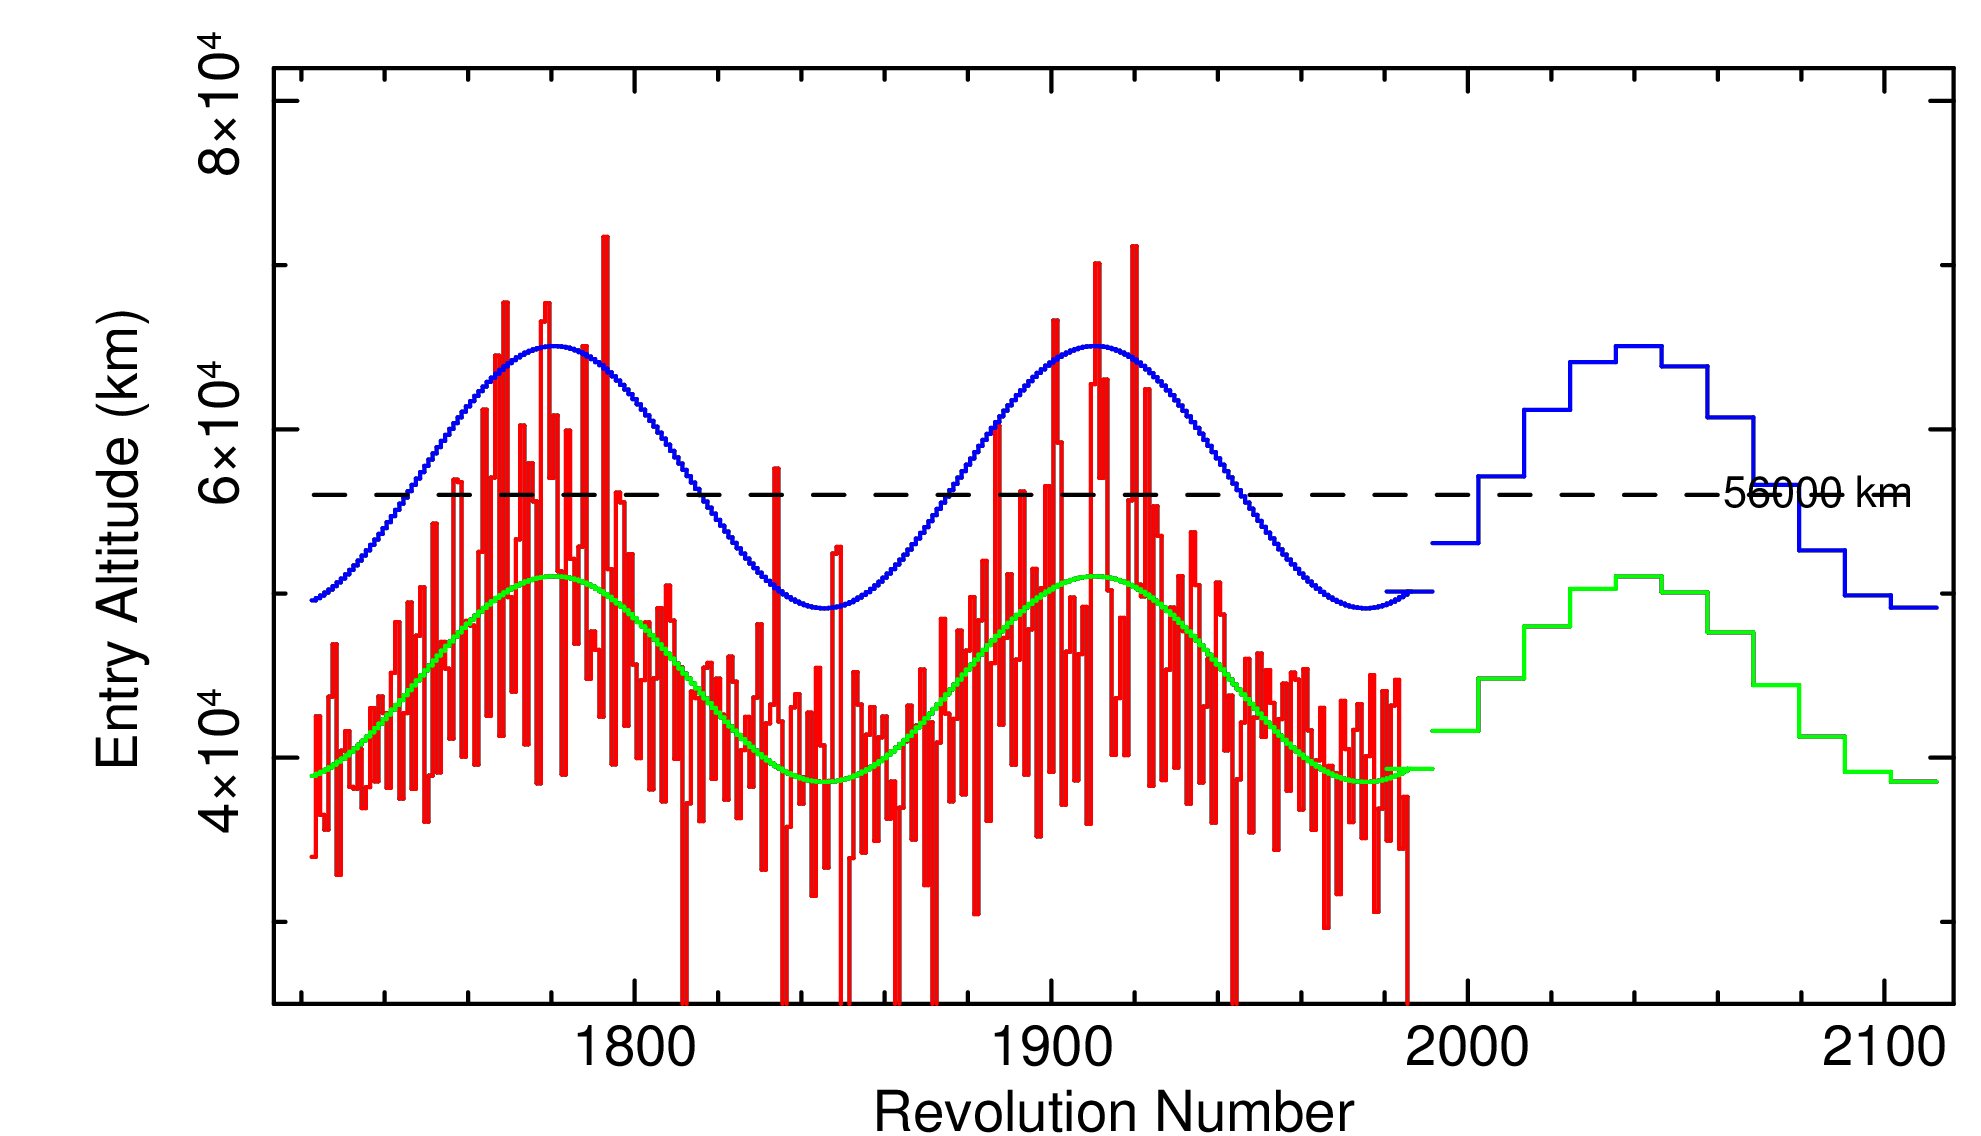 8×10⁴
6×10⁴
4×10⁴
Entry Altitude (km)
56000 km
1800 1900 2000 2100
Revolution Number